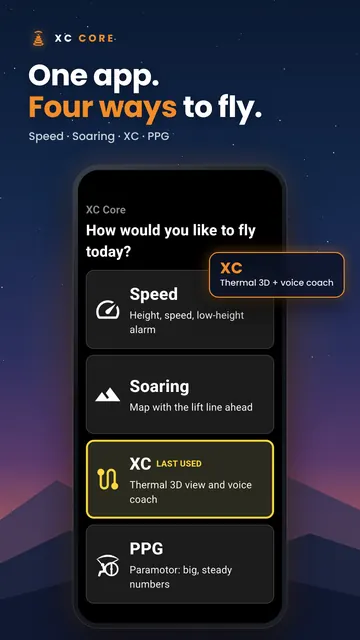 XC CORE
One app.
Four ways to fly.
Speed · Soaring · XC · PPG
XC Core
How would you like to fly
today?
XC
Thermal 3D + voice coach
Speed
Height, speed, low-height
alarm
Soaring
Map with the lift line ahead
XC LAST USED
Thermal 3D view and voice
coach
PPG
Paramotor: big, steady
numbers